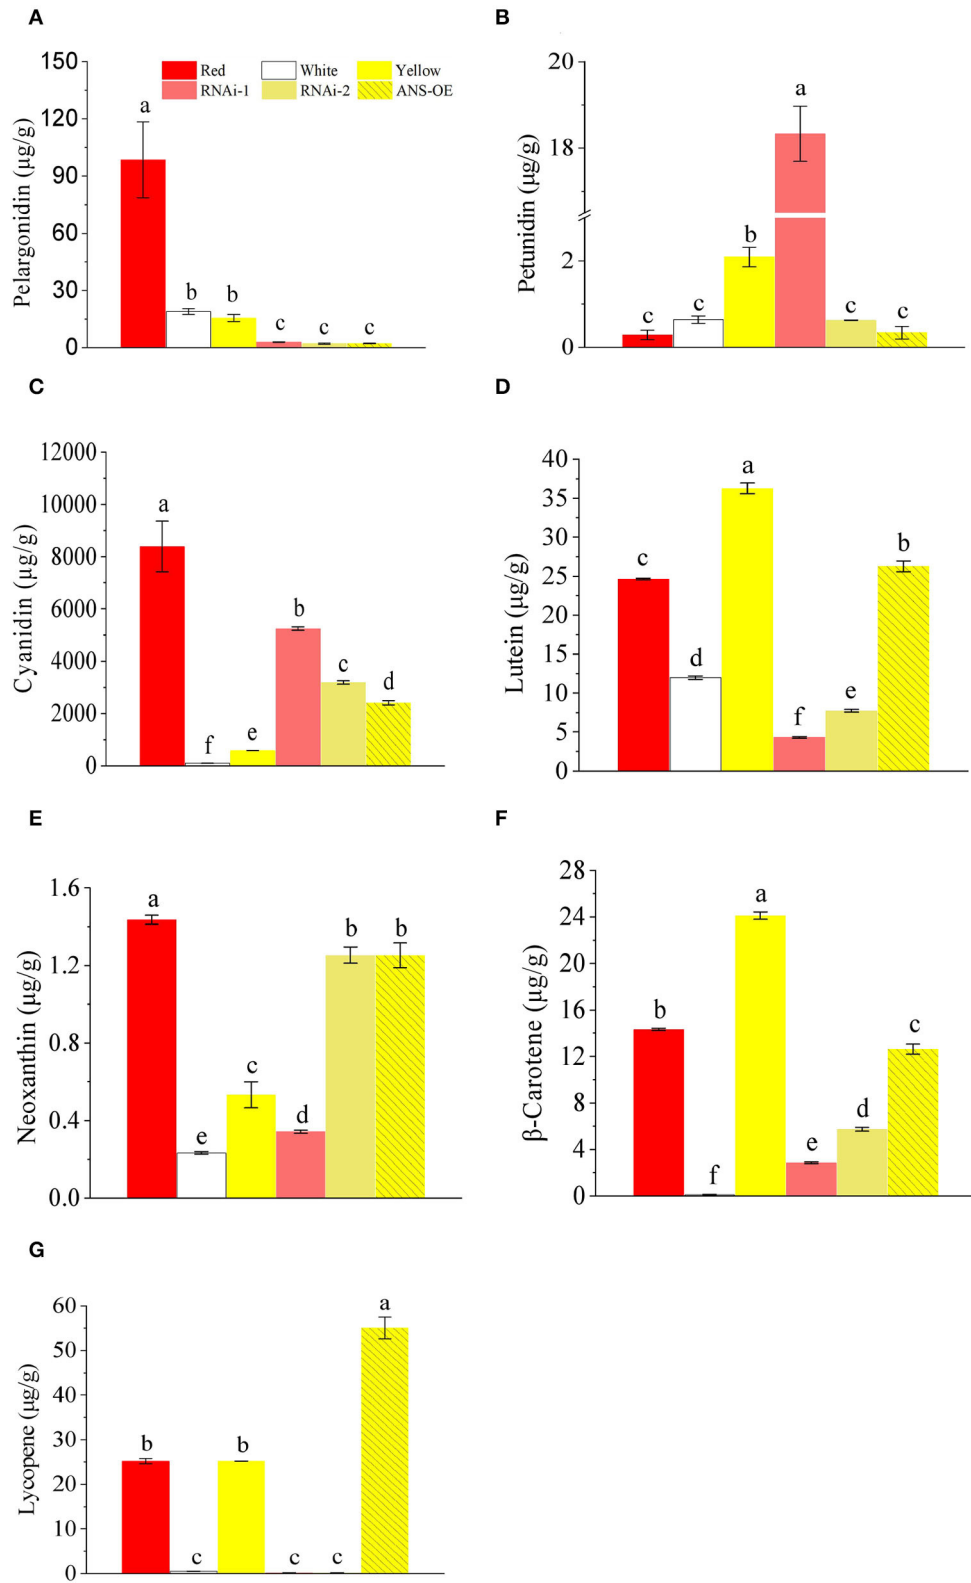 A
150
120
90
60
30
0
Pelargonidin (μg/g)
Red White Yellow
RNAi-1 RNAi-2 ANS-OE
a b b c c c
B
20
18
2
0
Petunidin (μg/g)
c c b a c c
C
12000
10000
8000
6000
4000
2000
0
Cyanidin (μg/g)
a f e b c d
D
40
35
30
25
20
15
10
5
0
Lutein (μg/g)
c d a f e b
E
1.6
1.2
0.8
0.4
0.0
Neoxanthin (μg/g)
a e c d b b
F
28
24
20
16
12
8
4
0
β-Carotene (μg/g)
b f a e d c
G
60
50
40
30
20
10
0
Lycopene (μg/g)
b c b c c a